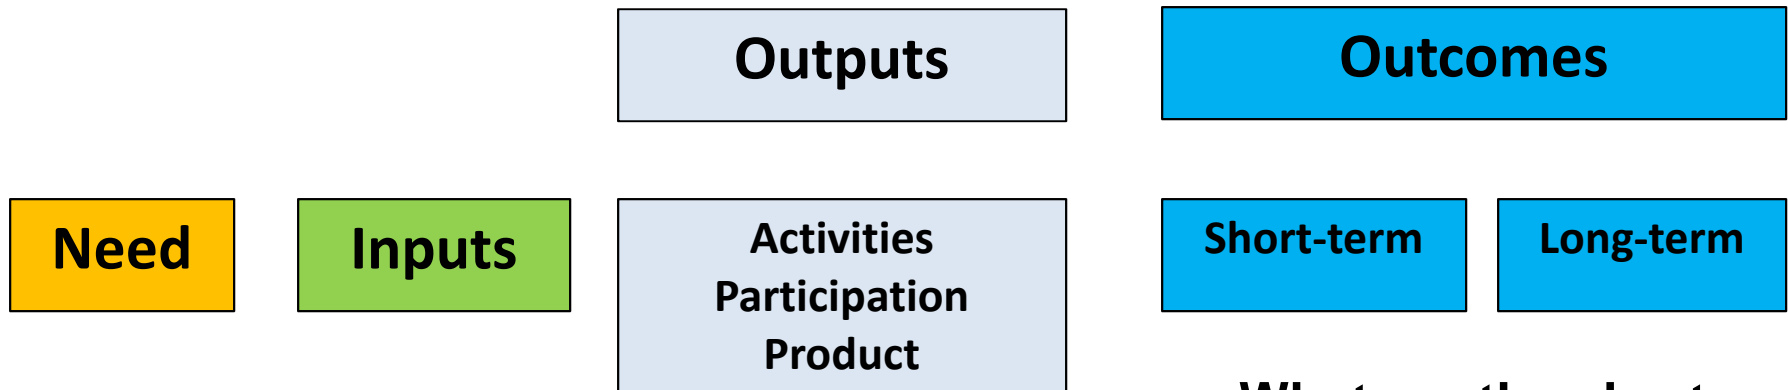 Outputs
Outcomes
Need
Inputs
Activities
Participation
Product
Short-term
Long-term